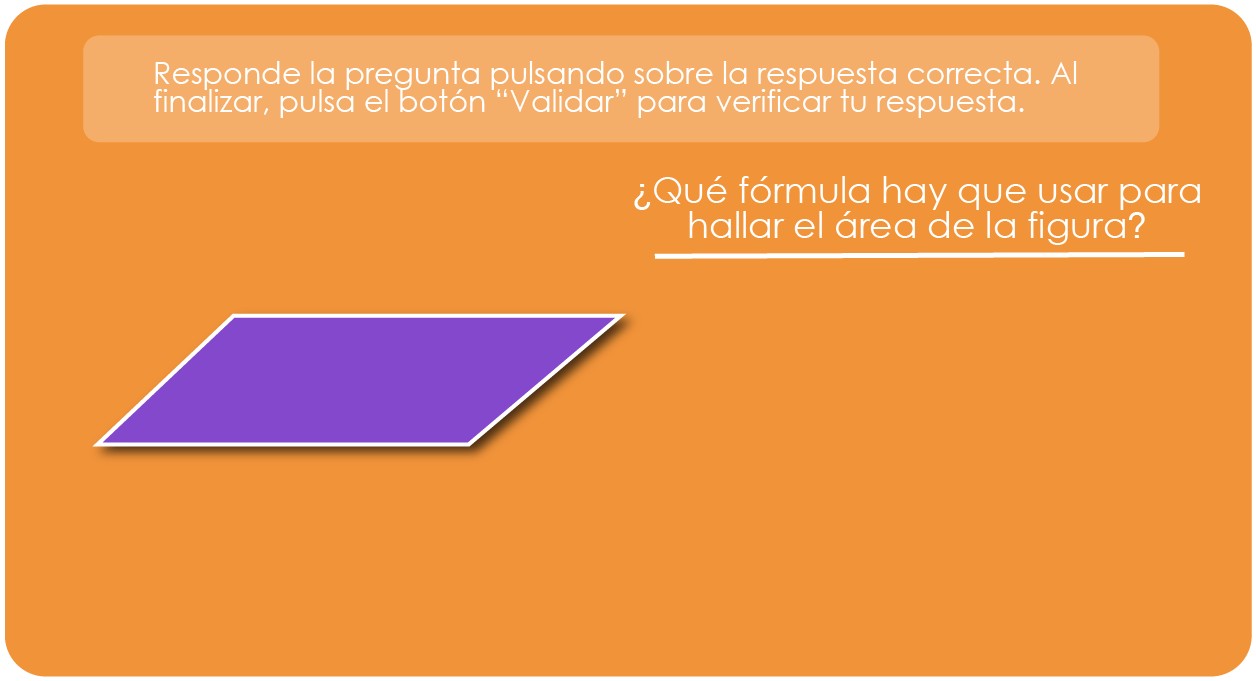 Responde la pregunta pulsando sobre la respuesta correcta. Al
finalizar, pulsa el botón “Validar” para verificar tu respuesta.
¿Qué fórmula hay que usar para
hallar el área de la figura?